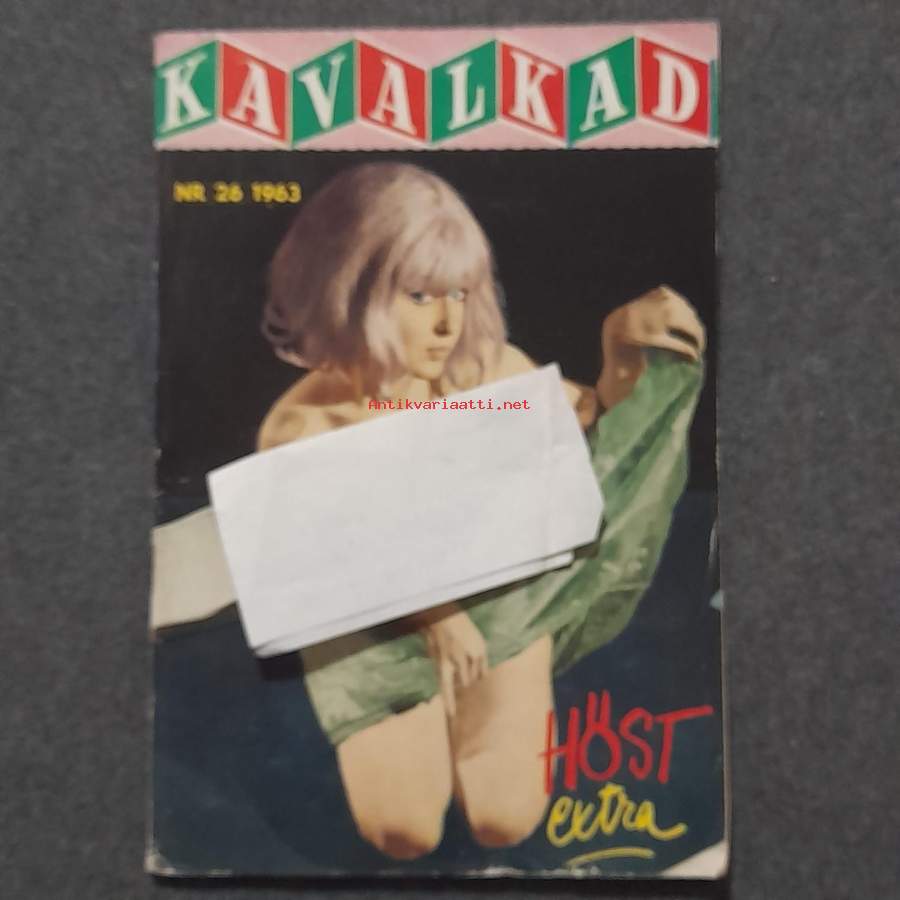 KAVALKAD
NR. 26 1963
Antikvariaatti.net
HÖST
extra